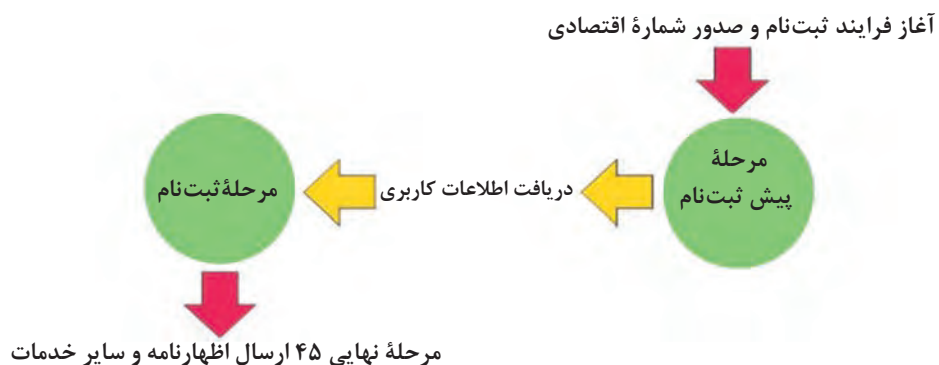 آغاز فرایند ثبت‌نام و صدور شمارهٔ اقتصادی
مرحلهٔ
پیش ثبت‌نام
دریافت اطلاعات کاربری
مرحلهٔ ثبت‌نام
مرحلهٔ نهایی ۴۵ ارسال اظهارنامه و سایر خدمات